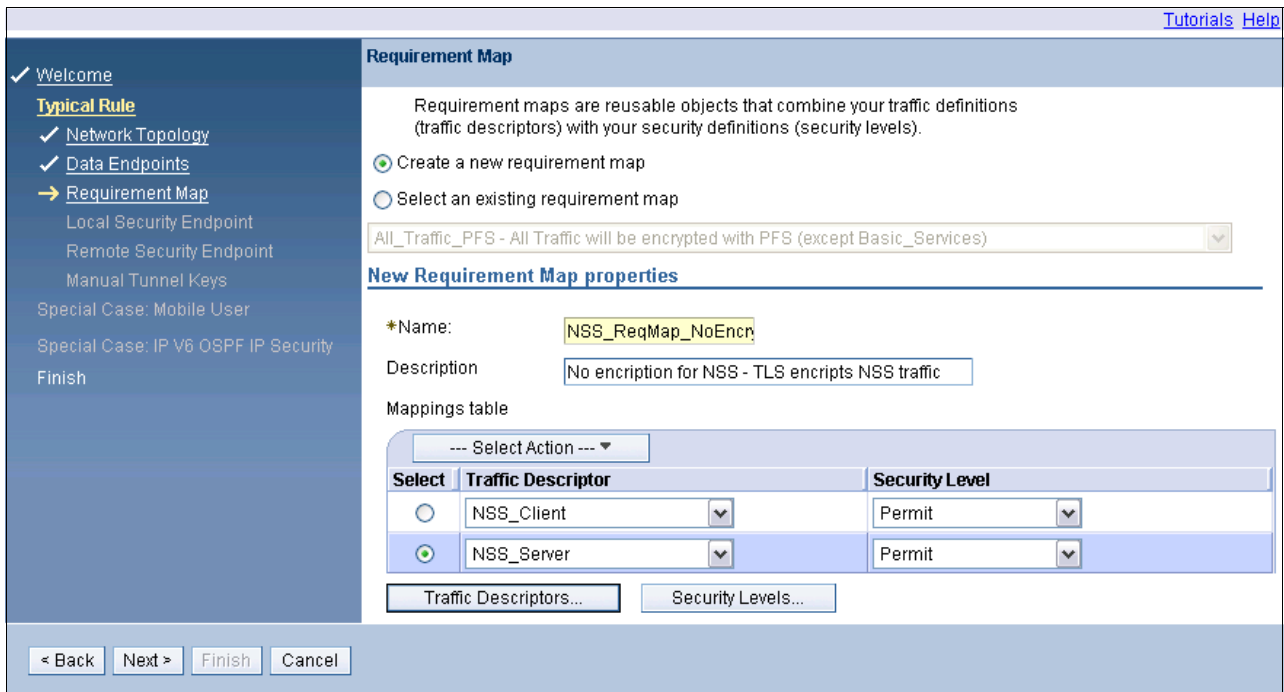 Tutorials Help
Welcome
Typical Rule
Network Topology
Data Endpoints
Requirement Map
Local Security Endpoint
Remote Security Endpoint
Manual Tunnel Keys
Special Case: Mobile User
Special Case: IP V6 OSPF IP Security
Finish
Requirement Map
Requirement maps are reusable objects that combine your traffic definitions
(traffic descriptors) with your security definitions (security levels).
Create a new requirement map
Select an existing requirement map
All_Traffic_PFS - All Traffic will be encrypted with PFS (except Basic_Services)
New Requirement Map properties
*Name: NSS_ReqMap_NoEncr
Description No encription for NSS - TLS encripts NSS traffic
Mappings table
--- Select Action ---
Select Traffic Descriptor Security Level
NSS_Client Permit
NSS_Server Permit
Traffic Descriptors... Security Levels...
< Back Next > Finish Cancel